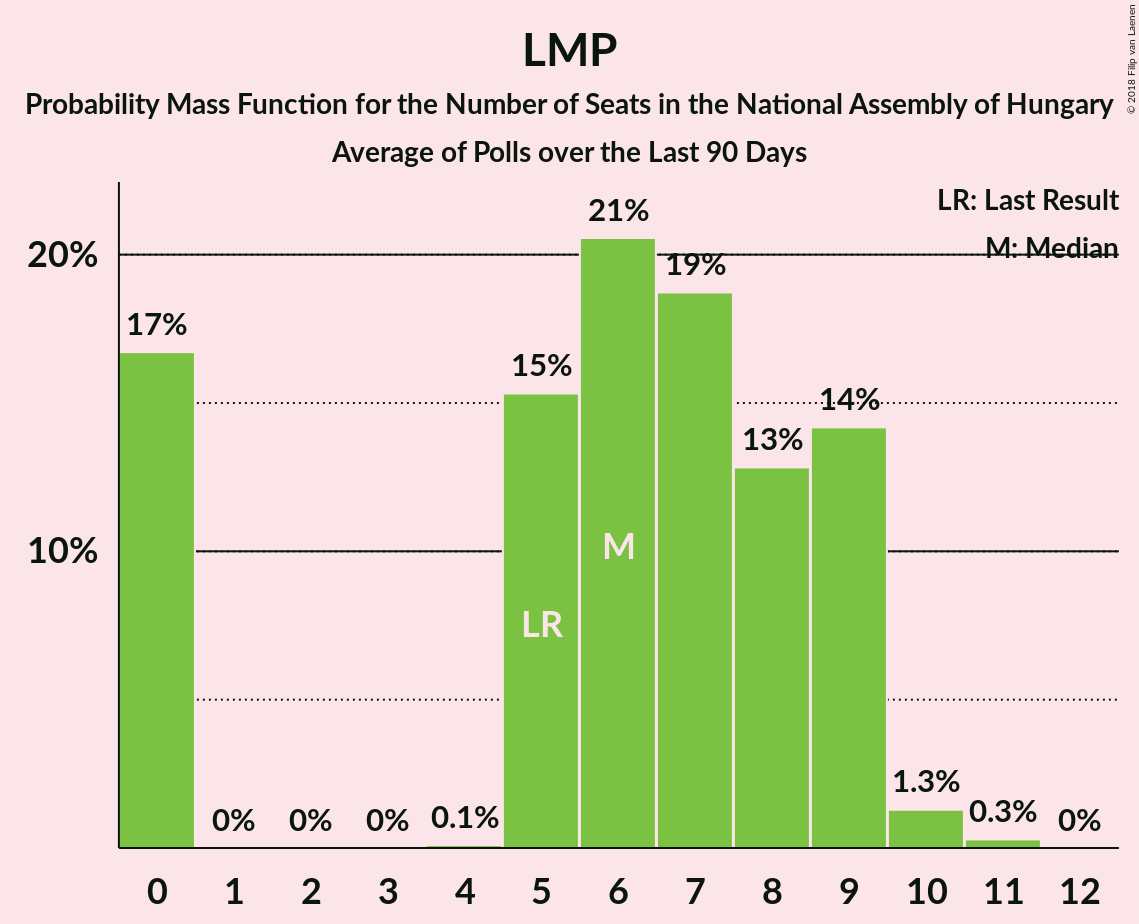 LMP
Probability Mass Function for the Number of Seats in the National Assembly of Hungary
Average of Polls over the Last 90 Days
© 2018 Filip van Laenen
LR: Last Result
M: Median
20%
10%
17%
0%
0%
0%
0.1%
15%
21%
19%
13%
14%
1.3%
0.3%
0%
LR
M
0 1 2 3 4 5 6 7 8 9 10 11 12